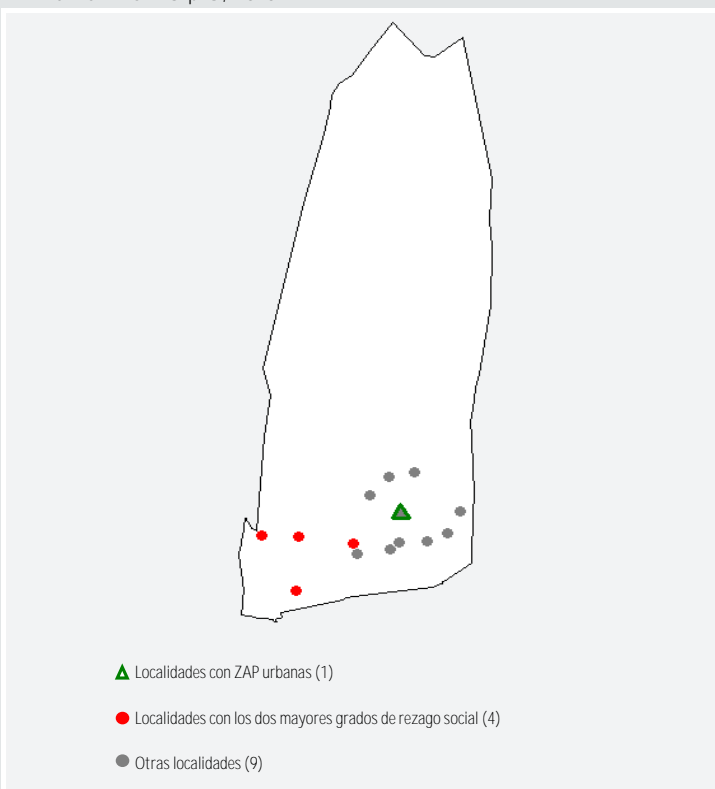 Localidades con ZAP urbanas (1)
Localidades con los dos mayores grados de rezago social (4)
Otras localidades (9)